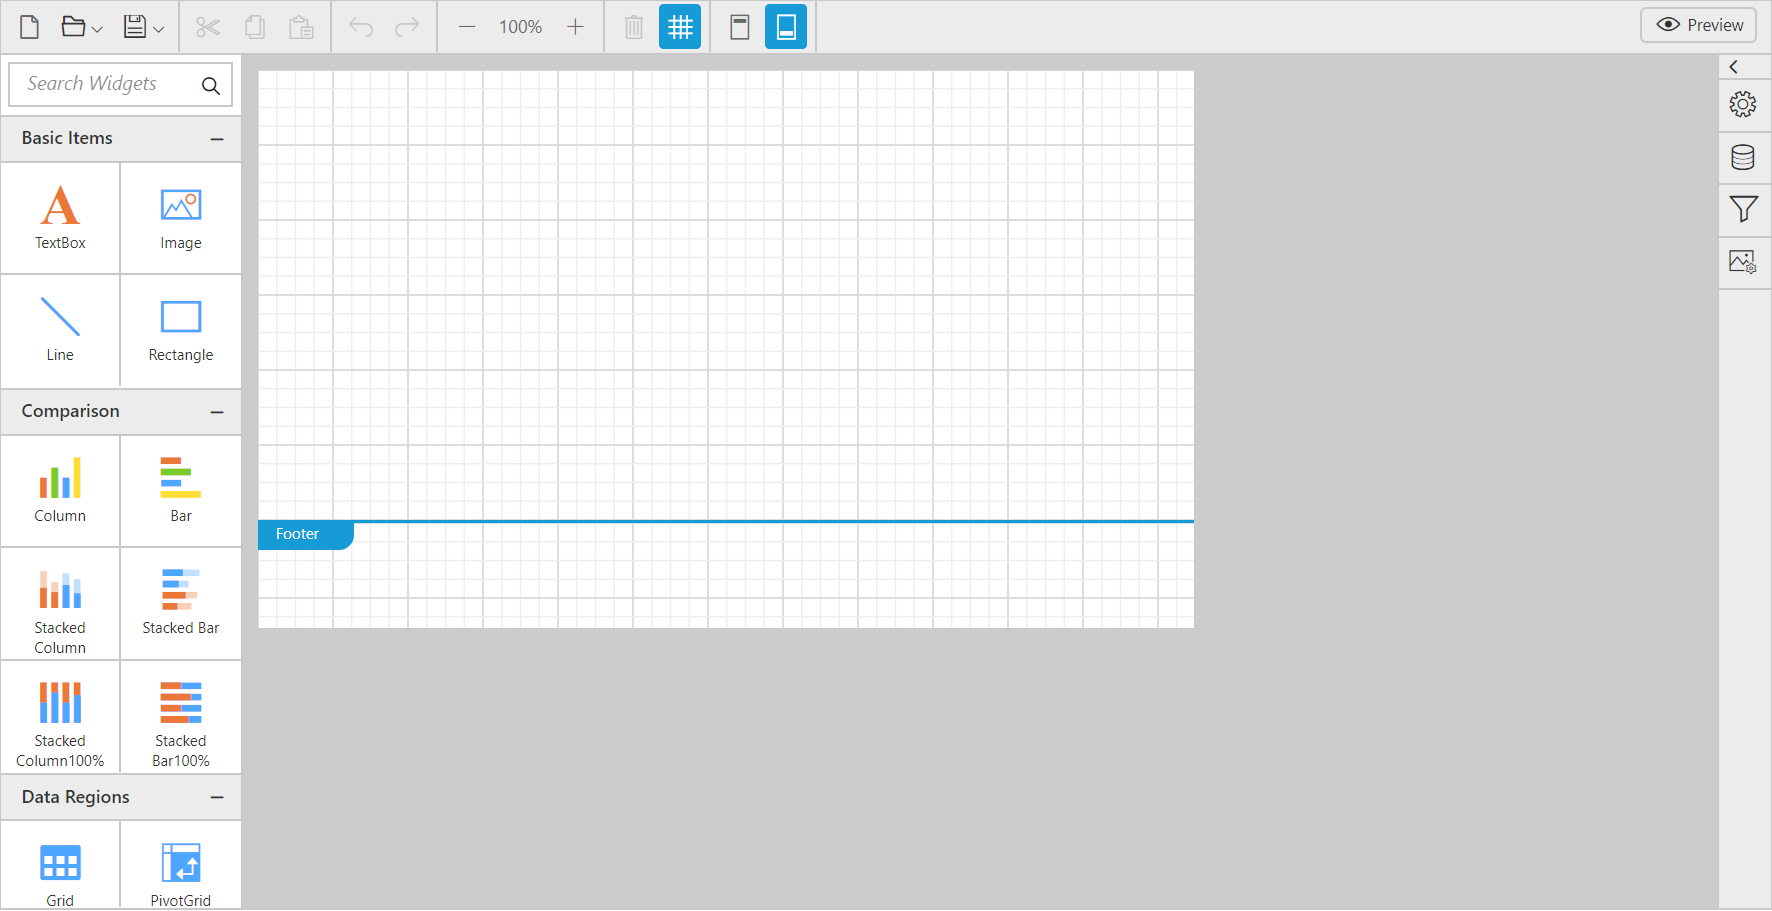 100%
Preview
Search Widgets
Basic Items
TextBox
Image
Line
Rectangle
Comparison
Column
Bar
Stacked
Column
Stacked Bar
Stacked
Column100%
Stacked
Bar100%
Data Regions
Grid
PivotGrid
Footer